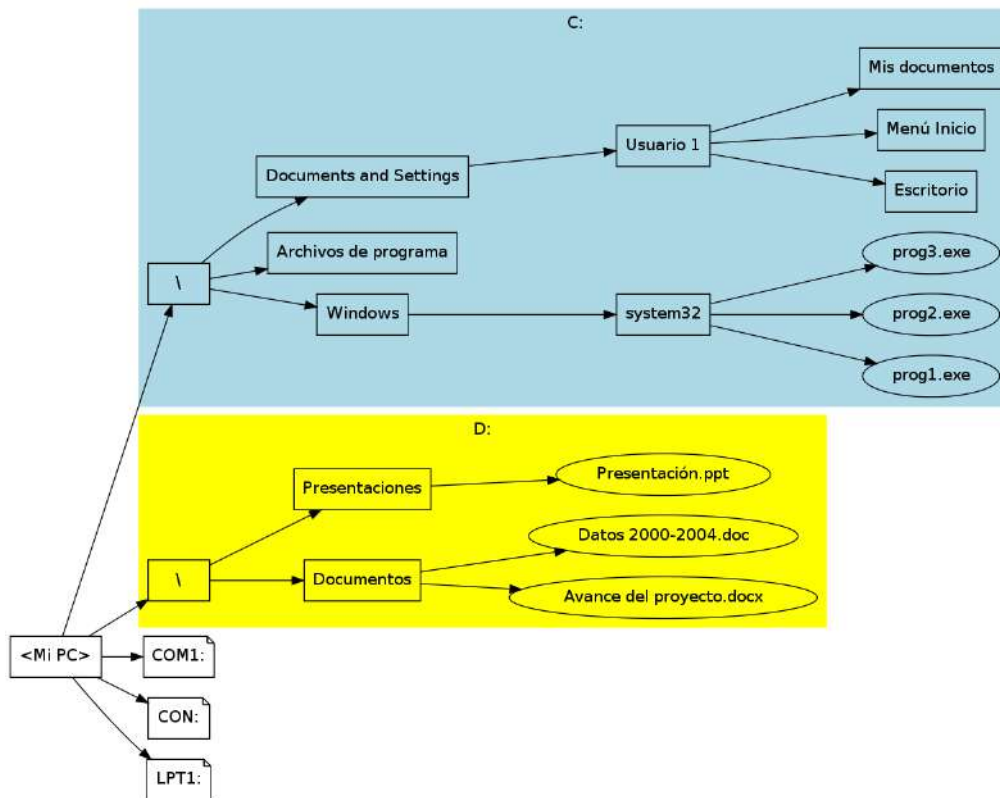 C:
Mis documentos
Menú Inicio
Usuario 1
Documents and Settings
Escritorio
Archivos de programa
prog3.exe
\
Windows
system32
prog2.exe
prog1.exe
D:
Presentación.ppt
Presentaciones
Datos 2000-2004.doc
\
Documentos
Avance del proyecto.docx
<Mi PC>
COM1:
CON:
LPT1: